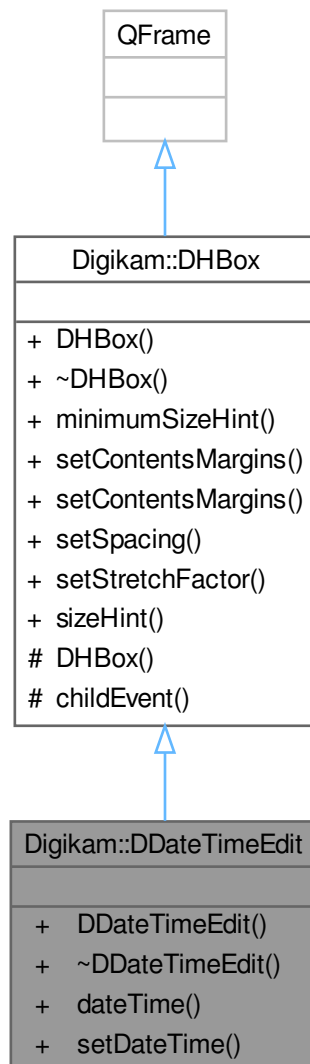 QFrame
Digikam::DHBox
+ DHBox()
+ ~DHBox()
+ minimumSizeHint()
+ setContentsMargins()
+ setContentsMargins()
+ setSpacing()
+ setStretchFactor()
+ sizeHint()
# DHBox()
# childEvent()
Digikam::DDateTimeEdit
+ DDateTimeEdit()
+ ~DDateTimeEdit()
+ dateTime()
+ setDateTime()